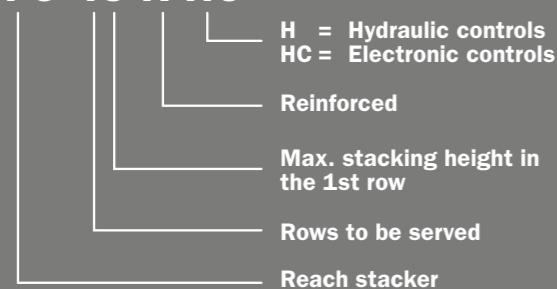 H = Hydraulic controls
HC = Electronic controls
Reinforced
Max. stacking height in
the 1st row
Rows to be served
Reach stacker